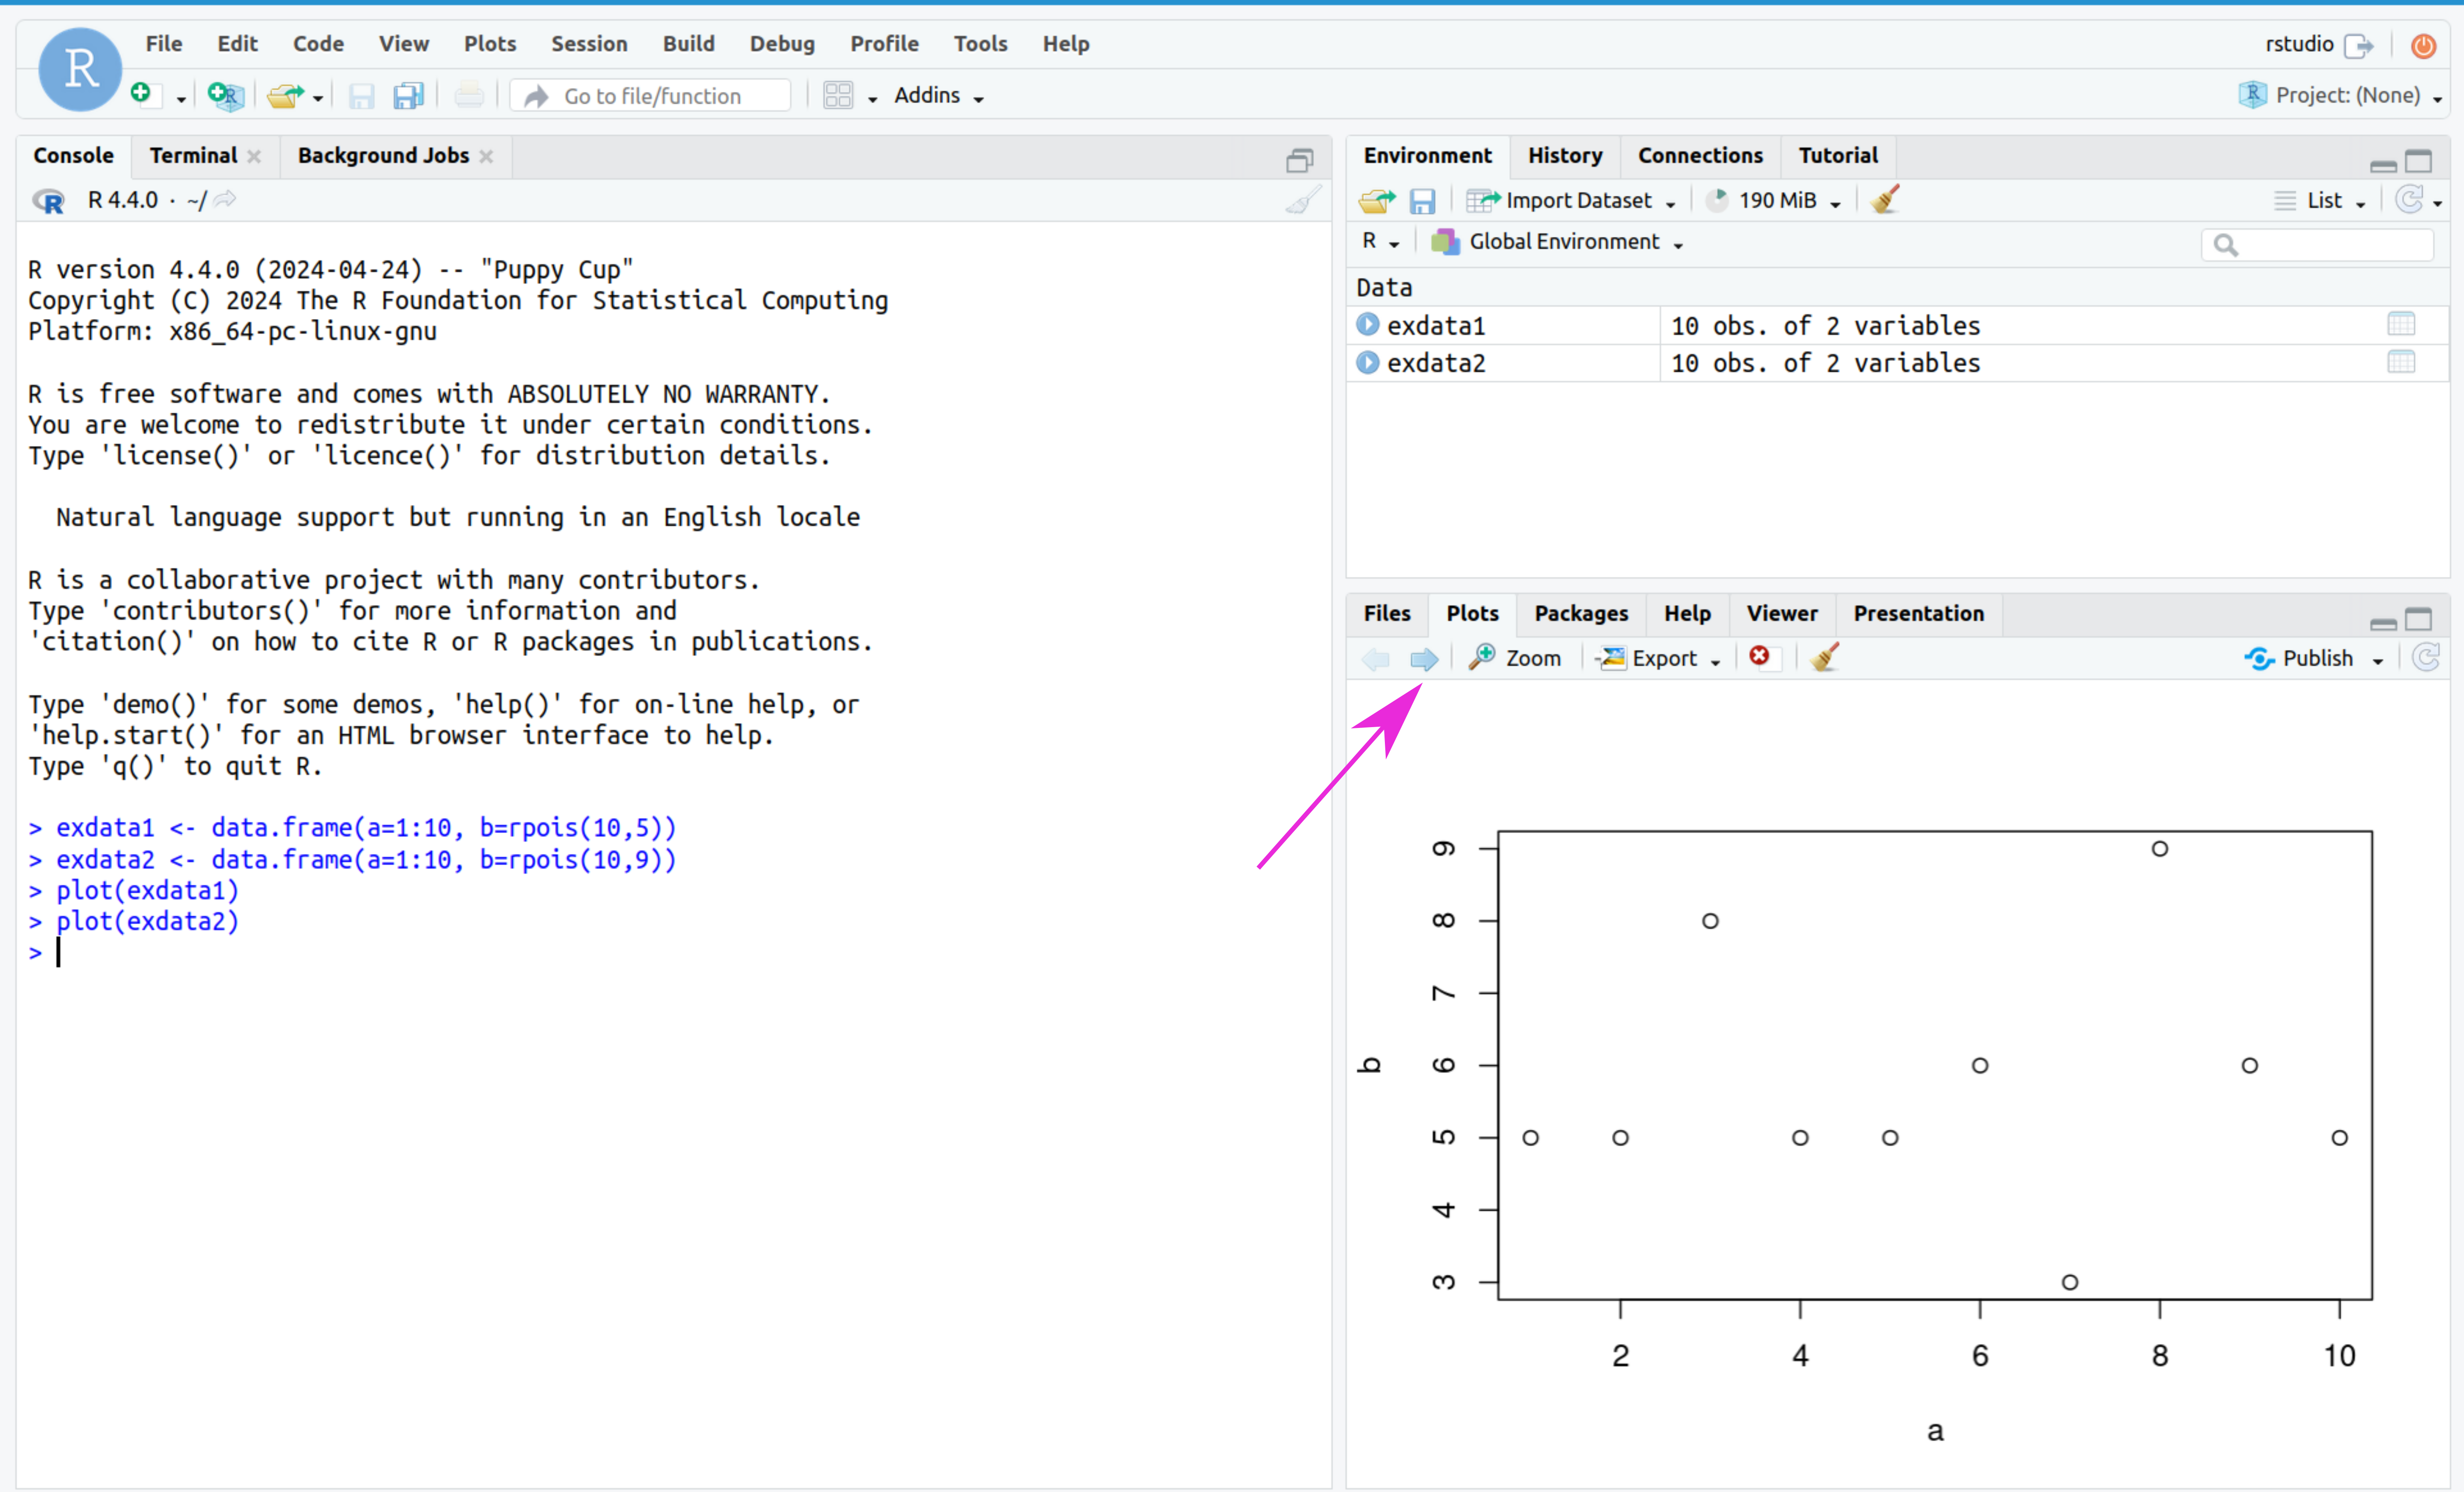 R
File Edit Code View Plots Session Build Debug Profile Tools Help
rstudio
R Go to file/function Addins
R Project: (None)
Console Terminal Background Jobs
R R 4.4.0 · ~/
R version 4.4.0 (2024-04-24) -- "Puppy Cup"
Copyright (C) 2024 The R Foundation for Statistical Computing
Platform: x86_64-pc-linux-gnu
R is free software and comes with ABSOLUTELY NO WARRANTY.
You are welcome to redistribute it under certain conditions.
Type 'license()' or 'licence()' for distribution details.
Natural language support but running in an English locale
R is a collaborative project with many contributors.
Type 'contributors()' for more information and
'citation()' on how to cite R or R packages in publications.
Type 'demo()' for some demos, 'help()' for on-line help, or
'help.start()' for an HTML browser interface to help.
Type 'q()' to quit R.
> exdata1 <- data.frame(a=1:10, b=rpois(10,5))
> exdata2 <- data.frame(a=1:10, b=rpois(10,9))
> plot(exdata1)
> plot(exdata2)
>
Environment History Connections Tutorial
Import Dataset 190 MiB List
R Global Environment
Data
exdata1 10 obs. of 2 variables
exdata2 10 obs. of 2 variables
Files Plots Packages Help Viewer Presentation
Zoom Export Publish
9
8
7
6
5
4
3
b
2 4 6 8 10
a